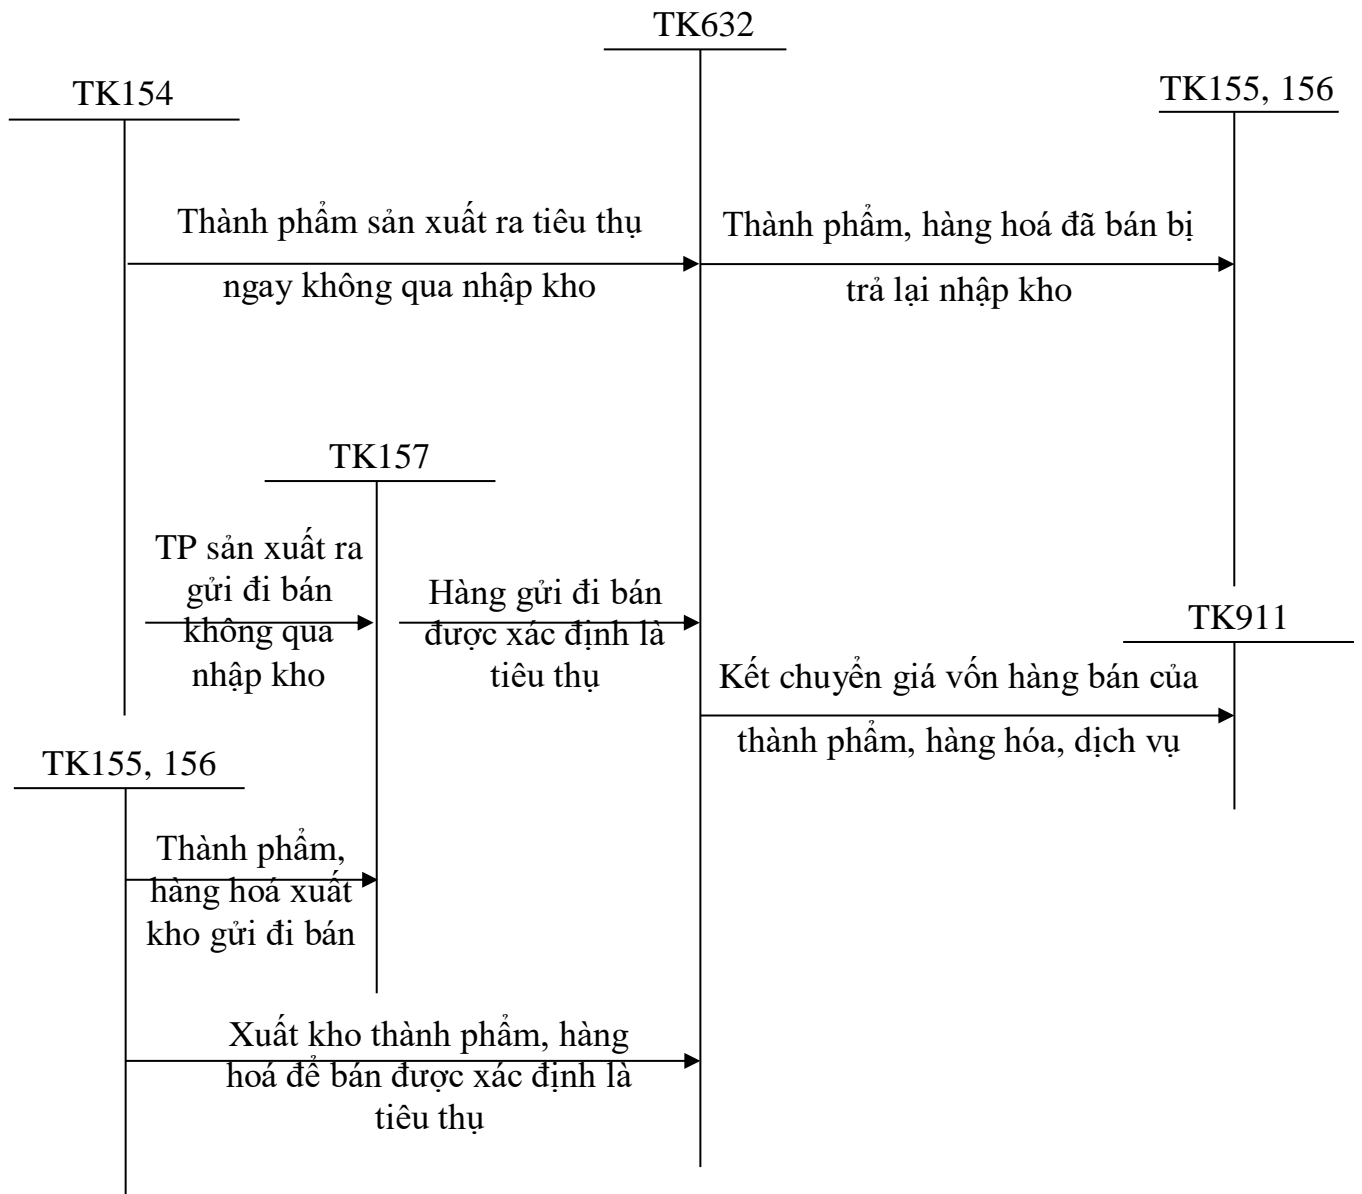 TK632
TK154
TK155, 156
Thành phẩm sản xuất ra tiêu thụ
ngay không qua nhập kho
Thành phẩm, hàng hoá đã bán bị
trả lại nhập kho
TK157
TP sản xuất ra
gửi đi bán
không qua
nhập kho
Hàng gửi đi bán
được xác định là
tiêu thụ
TK911
Kết chuyển giá vốn hàng bán của
thành phẩm, hàng hóa, dịch vụ
TK155, 156
Thành phẩm,
hàng hoá xuất
kho gửi đi bán
Xuất kho thành phẩm, hàng
hoá để bán được xác định là
tiêu thụ